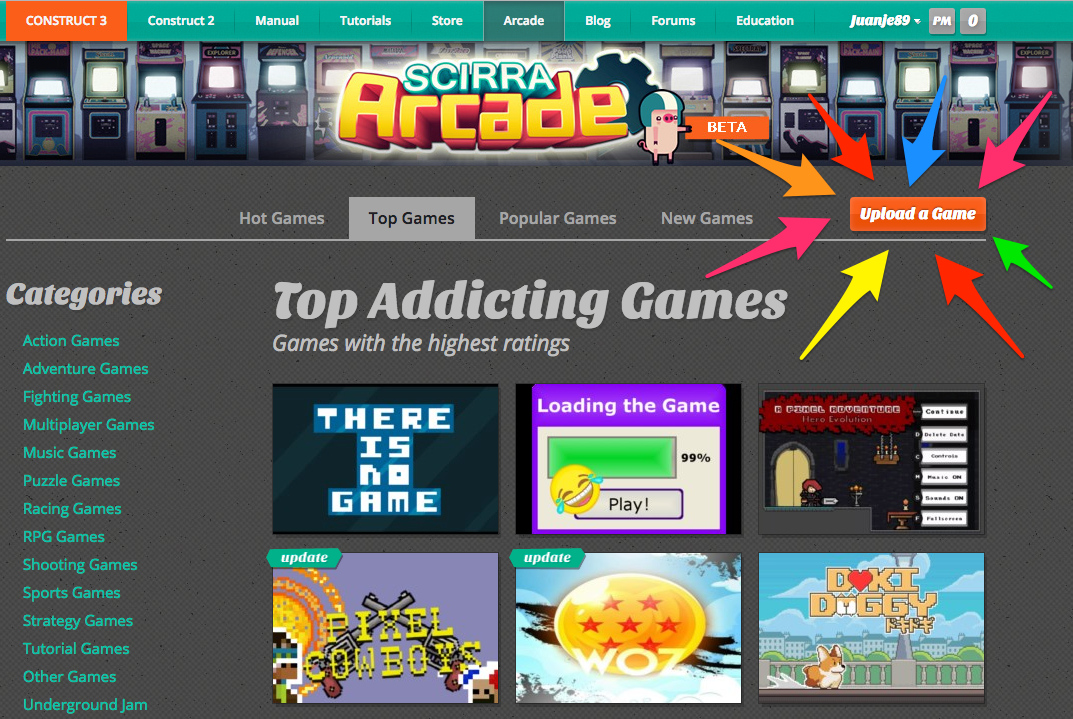 CONSTRUCT 3
Construct 2
Manual
Tutorials
Store
Arcade
Blog
Forums
Education
Juanje89
PM
0
SCIRRA
Arcade
BETA
Hot Games
Top Games
Popular Games
New Games
Upload a Game
Categories
Action Games
Adventure Games
Fighting Games
Multiplayer Games
Music Games
Puzzle Games
Racing Games
RPG Games
Shooting Games
Sports Games
Strategy Games
Tutorial Games
Other Games
Underground Jam
Top Addicting Games
Games with the highest ratings
THERE
IS
NO
GAME
Loading the Game
99%
Play!
A PIXEL ADVENTURE
Hero Evolution
Continue
Delete Data
Controls
Music ON
Sounds ON
Fullscreen
update
PIXEL
COWBOYS
update
WOZ
DOKI
DOGGY
ドキドキ